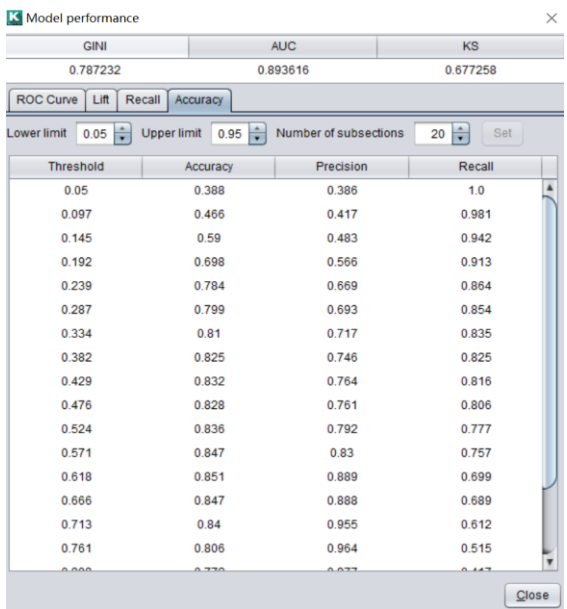 K Model performance
GINI AUC KS
0.787232 0.893616 0.677258
ROC Curve Lift Recall Accuracy
Lower limit 0.05 Upper limit 0.95 Number of subsections 20 Set
Threshold Accuracy Precision Recall
0.05 0.388 0.386 1.0
0.097 0.466 0.417 0.981
0.145 0.59 0.483 0.942
0.192 0.698 0.566 0.913
0.239 0.784 0.669 0.864
0.287 0.799 0.693 0.854
0.334 0.81 0.717 0.835
0.382 0.825 0.746 0.825
0.429 0.832 0.764 0.816
0.476 0.828 0.761 0.806
0.524 0.836 0.792 0.777
0.571 0.847 0.83 0.757
0.618 0.851 0.889 0.699
0.666 0.847 0.888 0.689
0.713 0.84 0.955 0.612
0.761 0.806 0.964 0.515
Close